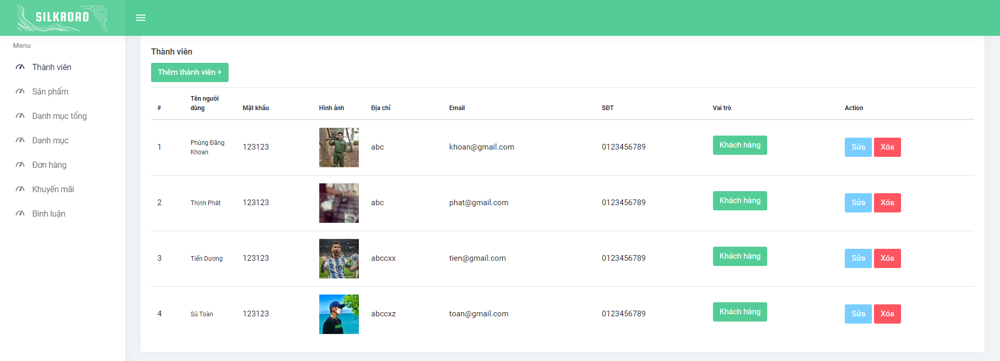 SILKROAD
Menu
Thành viên
Sản phẩm
Danh mục tổng
Danh mục
Đơn hàng
Khuyến mãi
Bình luận
Thành viên
Thêm thành viên +
# Tên người dùng Mật khẩu Hình ảnh Địa chỉ Email SĐT Vai trò Action
1 Phùng Đăng Khoan 123123 abc khoan@gmail.com 0123456789 Khách hàng Sửa Xóa
2 Thịnh Phát 123123 abc phat@gmail.com 0123456789 Khách hàng Sửa Xóa
3 Tiến Dương 123123 abccxx tien@gmail.com 0123456789 Khách hàng Sửa Xóa
4 Sú Toàn 123123 abccxz toan@gmail.com 0123456789 Khách hàng Sửa Xóa